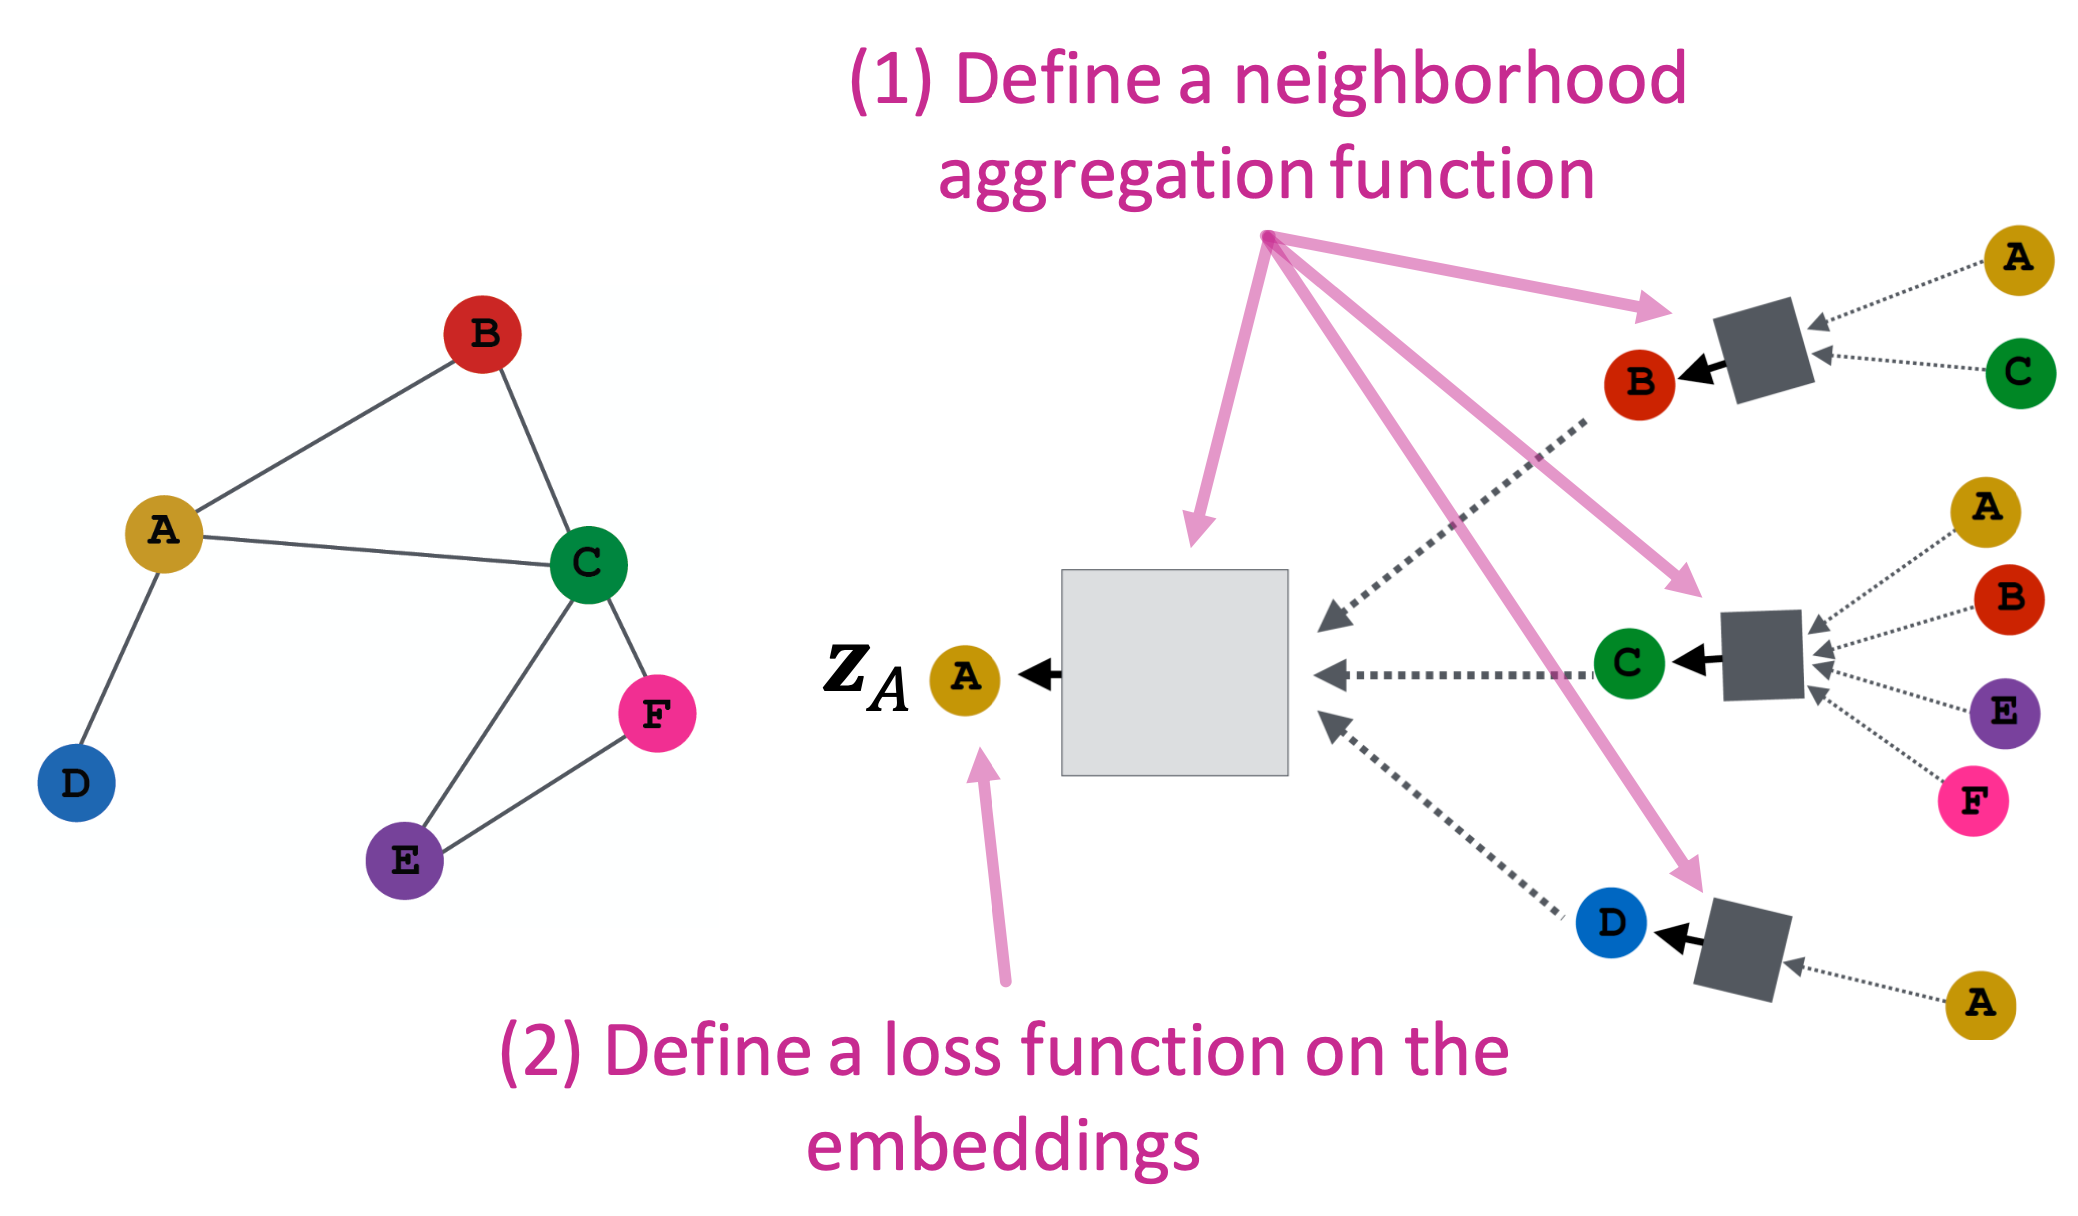 (1) Define a neighborhood
aggregation function
B
A
C
F
D
E
z_A
A
B
A
C
C
A
B
E
F
D
A
(2) Define a loss function on the
embeddings